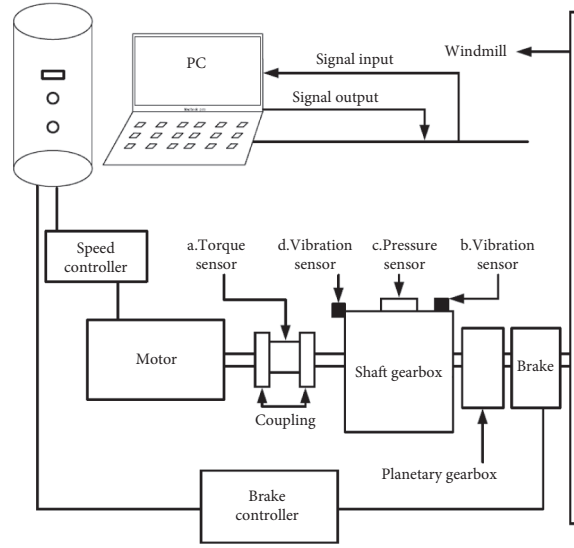 PC
Signal input
Signal output
Windmill
Speed
controller
a.Torque
sensor
d.Vibration
sensor
c.Pressure
sensor
b.Vibration
sensor
Motor
Shaft gearbox
Brake
Coupling
Planetary gearbox
Brake
controller